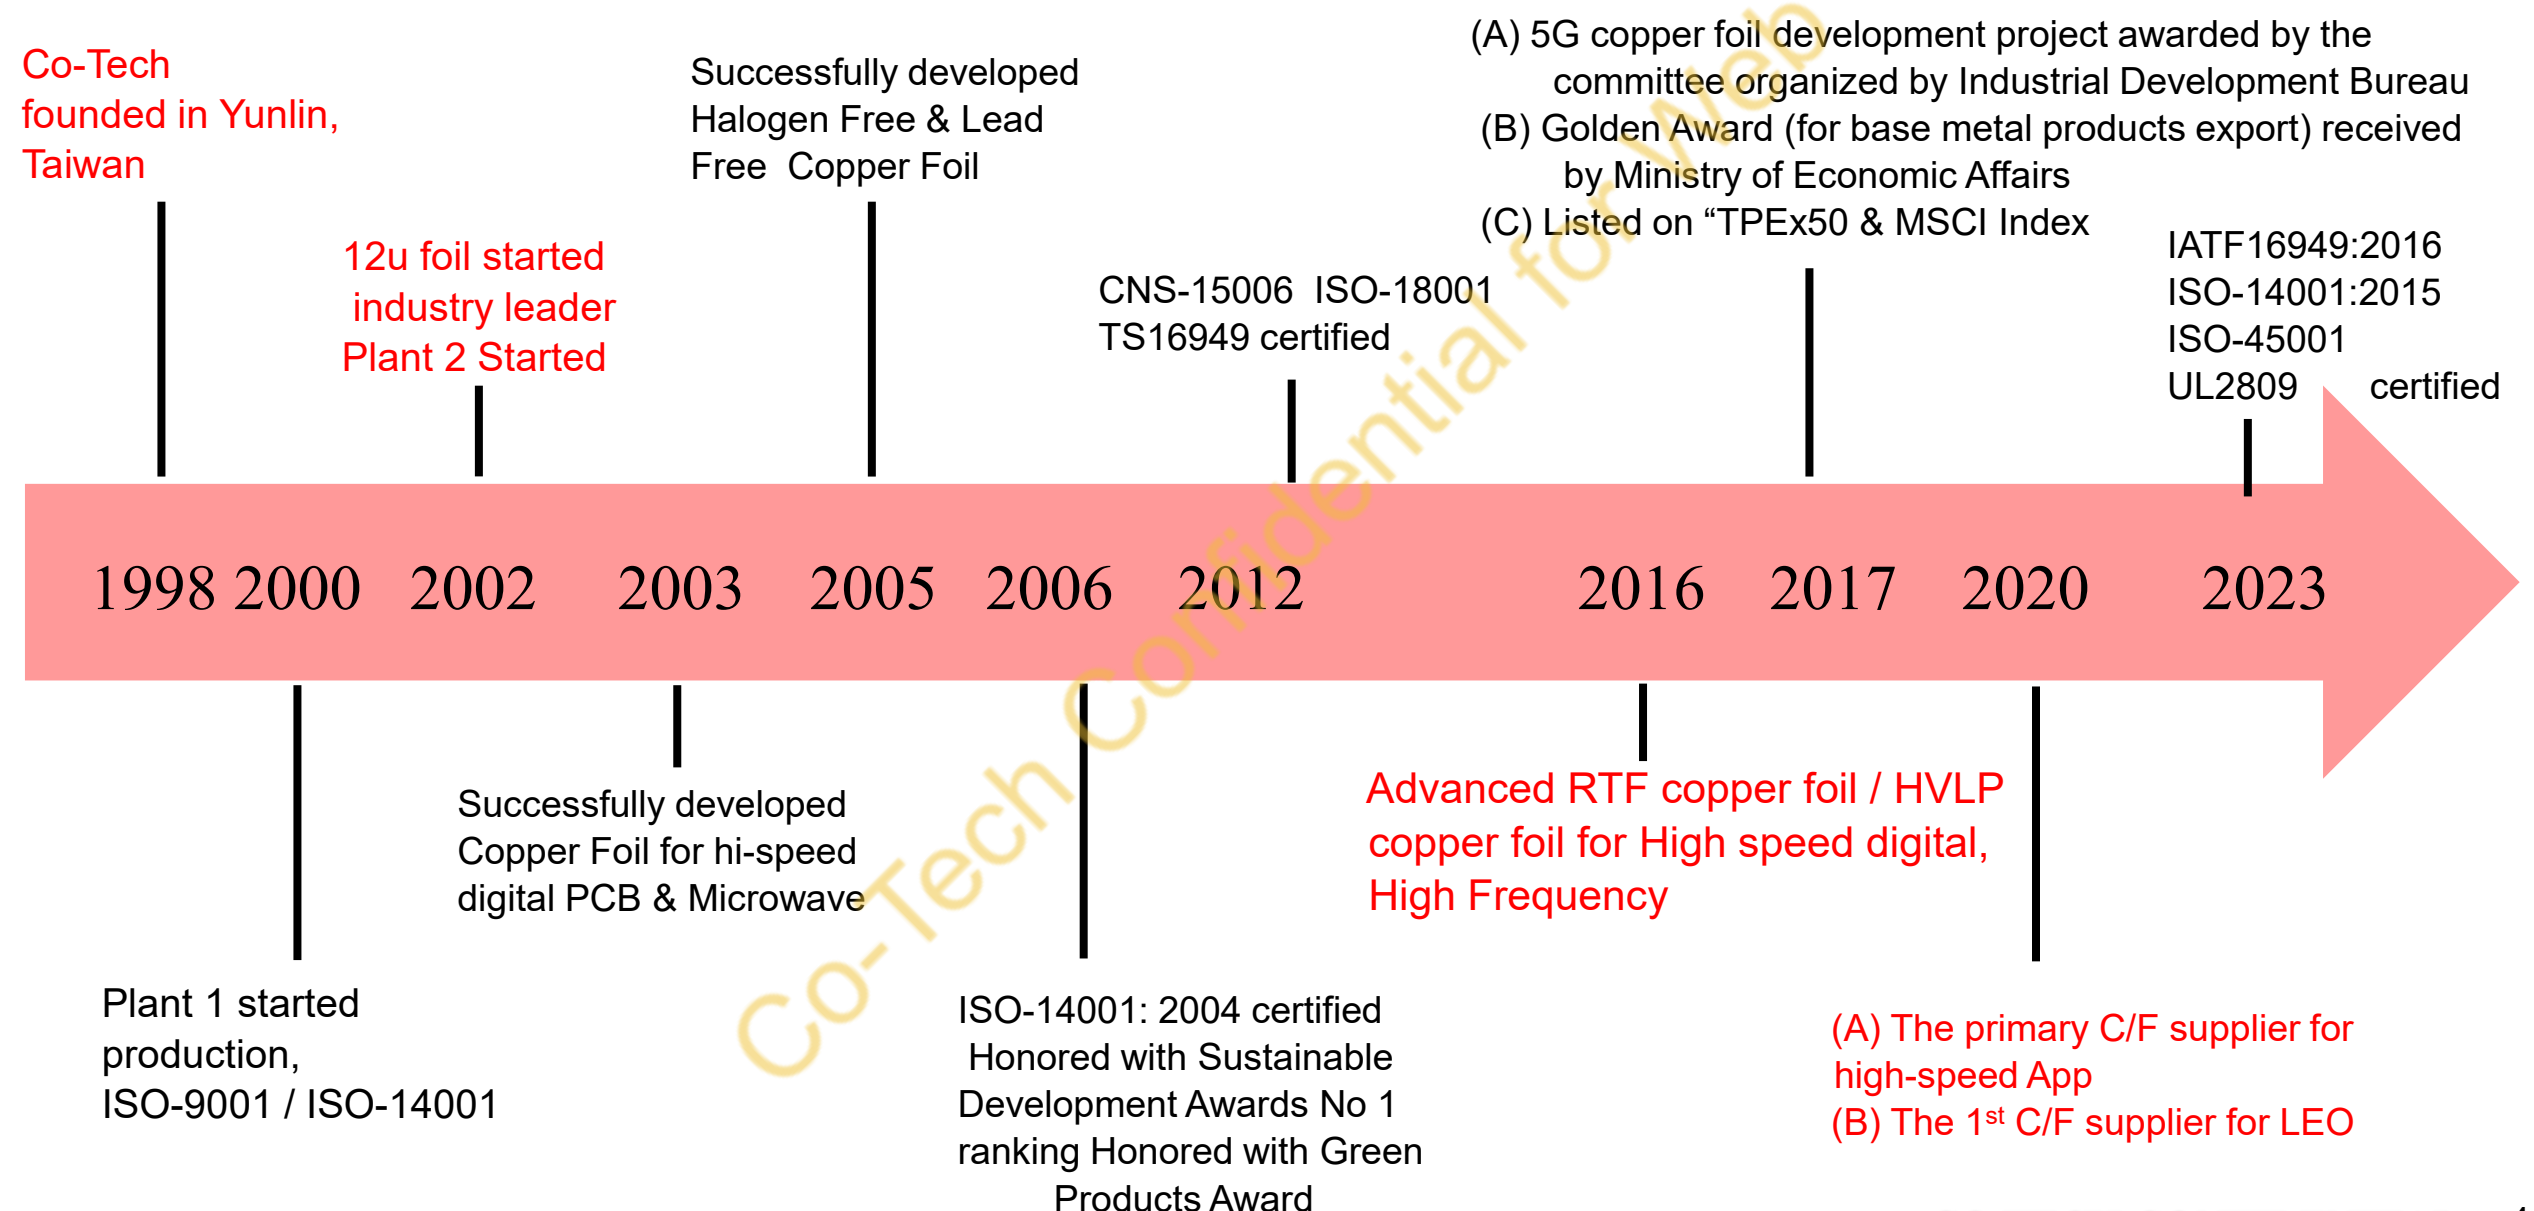 Co-Tech
founded in Yunlin,
Taiwan
12u foil started
industry leader
Plant 2 Started
Successfully developed
Halogen Free & Lead
Free  Copper Foil
CNS-15006  ISO-18001
TS16949 certified
(A) 5G copper foil development project awarded by the
committee organized by Industrial Development Bureau
(B) Golden Award (for base metal products export) received
by Ministry of Economic Affairs
(C) Listed on “TPEx50 & MSCI Index
IATF16949:2016
ISO-14001:2015
ISO-45001
UL2809 certified
1998 2000 2002 2003 2005 2006 2012 2016 2017 2020 2023
Plant 1 started
production,
ISO-9001 / ISO-14001
Successfully developed
Copper Foil for hi-speed
digital PCB & Microwave
ISO-14001: 2004 certified
Honored with Sustainable
Development Awards No 1
ranking Honored with Green
Products Award
Advanced RTF copper foil / HVLP
copper foil for High speed digital,
High Frequency
(A) The primary C/F supplier for
high-speed App
(B) The 1st C/F supplier for LEO
Co-Tech Confidential for Web